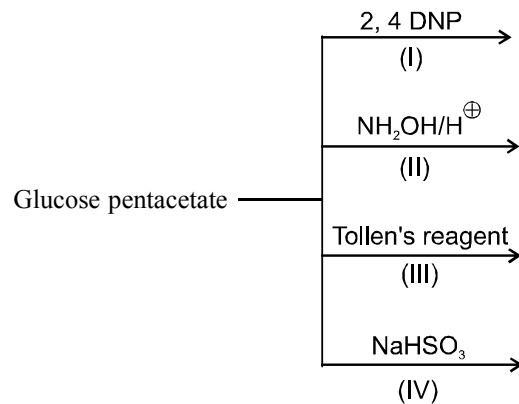 2, 4 DNP
(I)
NH₂OH/H⊕
(II)
Glucose pentacetate
Tollen's reagent
(III)
NaHSO₃
(IV)